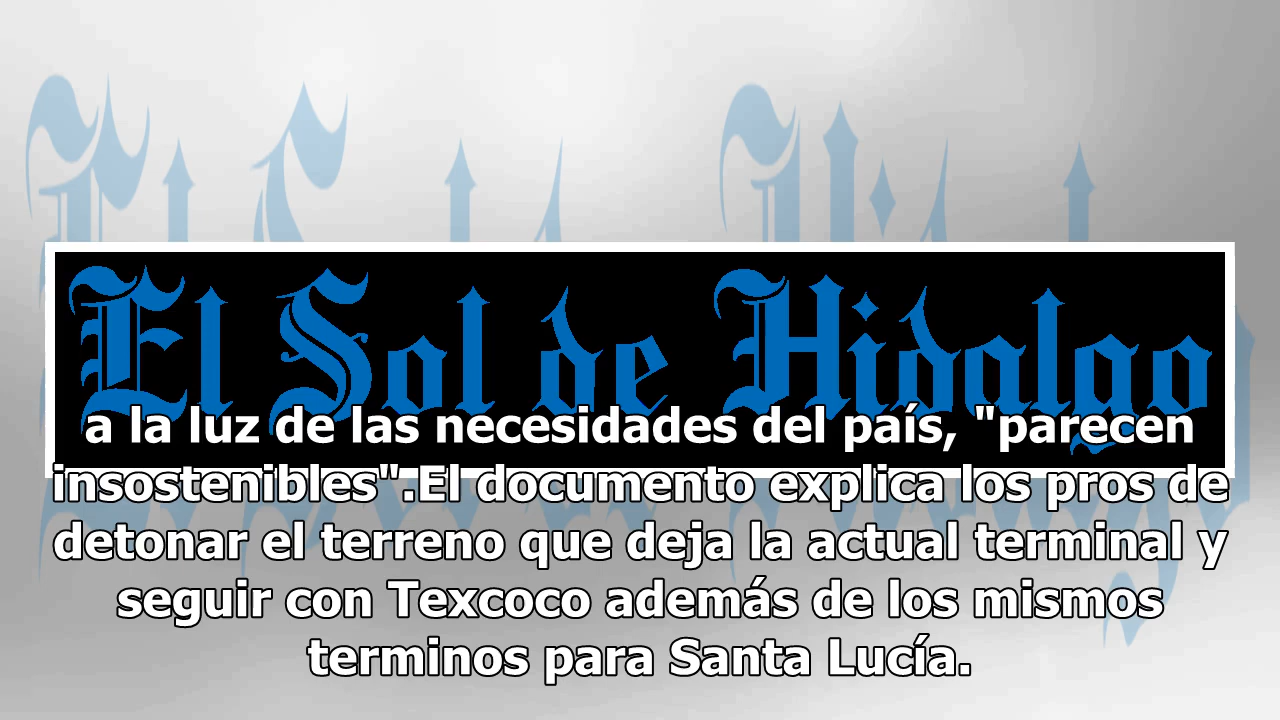 El Sol de Hidalgo
a la luz de las necesidades del país, "parecen
insostenibles".El documento explica los pros de
detonar el terreno que deja la actual terminal y
seguir con Texcoco además de los mismos
terminos para Santa Lucía.